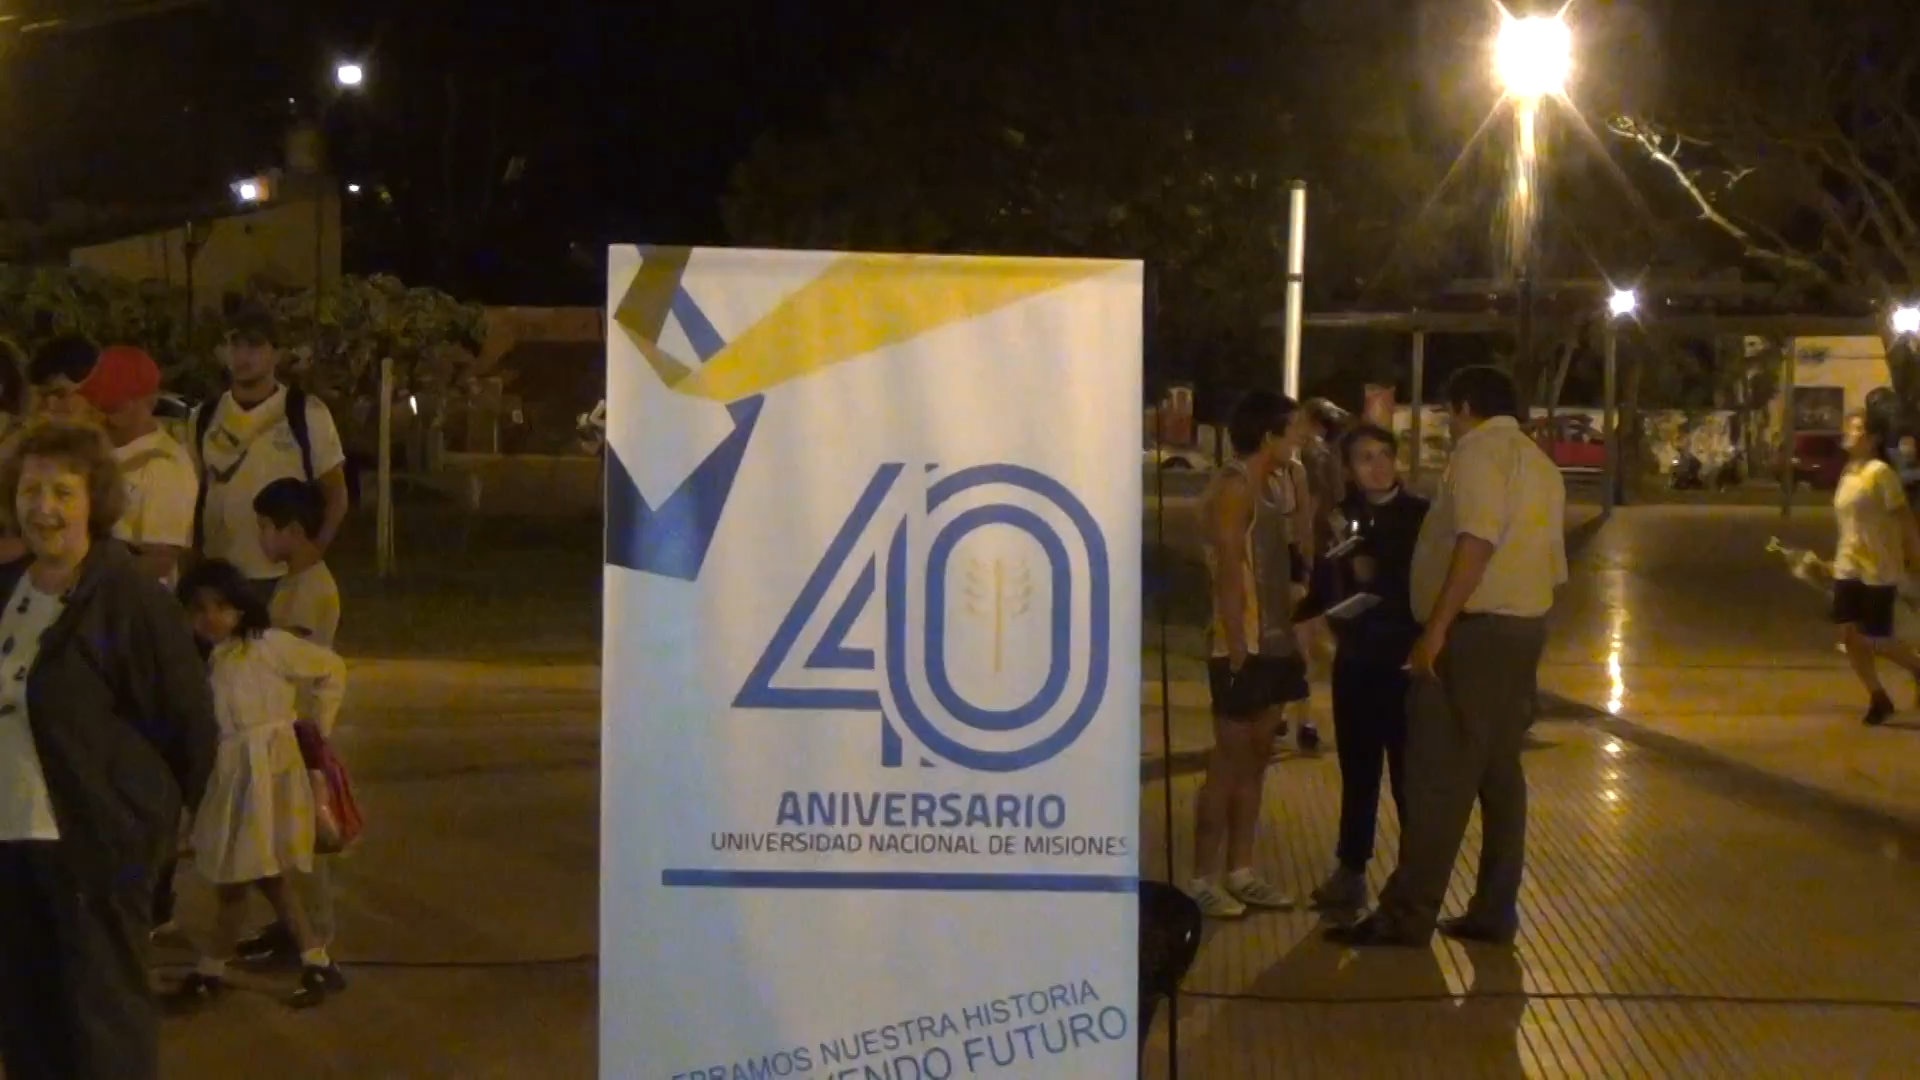 40
ANIVERSARIO
UNIVERSIDAD NACIONAL DE MISIONES
NUESTRA HISTORIA
FUTURO